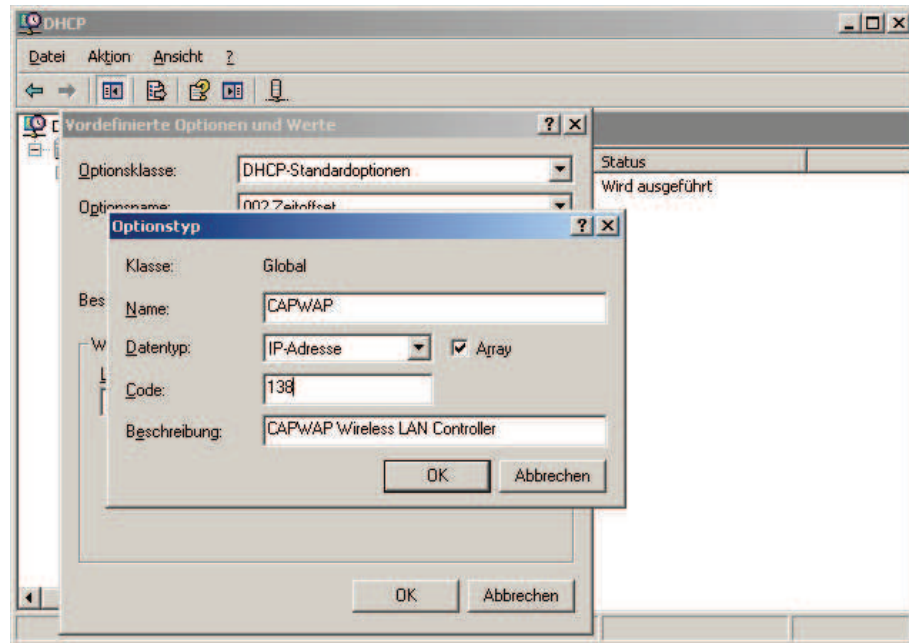 DHCP
Datei Aktion Ansicht ?
Vordefinierte Optionen und Werte
Status
Optionsklasse: DHCP-Standardoptionen
Wird ausgeführt
Optionsname: 002 Zeitoffset
Optionstyp
Klasse: Global
Name: CAPWAP
Datentyp: IP-Adresse Array
Code: 138
Beschreibung: CAPWAP Wireless LAN Controller
OK Abbrechen
OK Abbrechen